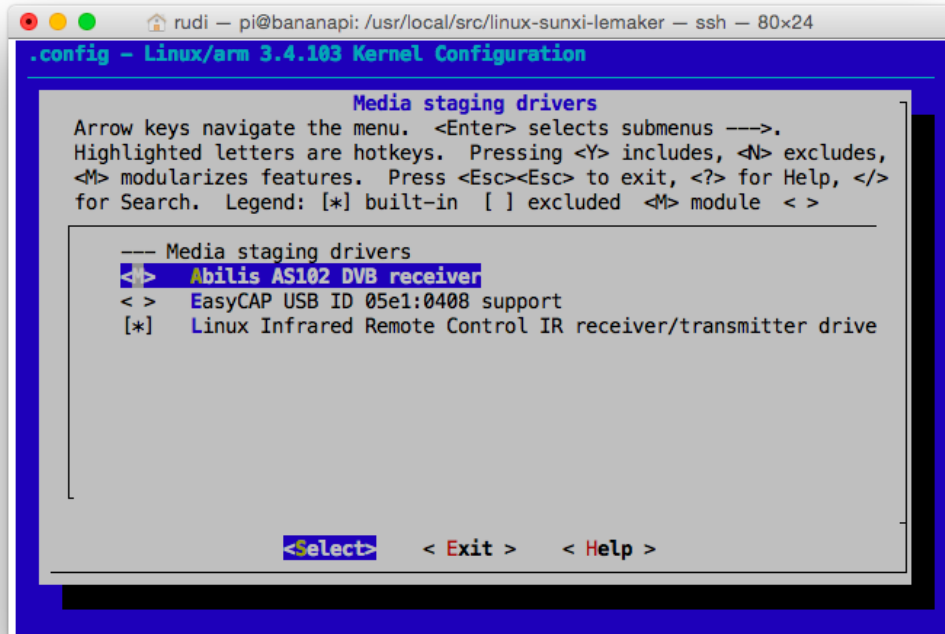 rudi — pi@bananapi: /usr/local/src/linux-sunxi-lemaker — ssh — 80×24
.config - Linux/arm 3.4.103 Kernel Configuration
Media staging drivers
Arrow keys navigate the menu.  <Enter> selects submenus --->.
Highlighted letters are hotkeys.  Pressing <Y> includes, <N> excludes,
<M> modularizes features.  Press <Esc><Esc> to exit, <?> for Help, </>
for Search.  Legend: [*] built-in  [ ] excluded  <M> module  < >
--- Media staging drivers
<M>   Abilis AS102 DVB receiver
< >   EasyCAP USB ID 05e1:0408 support
[*]   Linux Infrared Remote Control IR receiver/transmitter drive
<Select>    < Exit >    < Help >